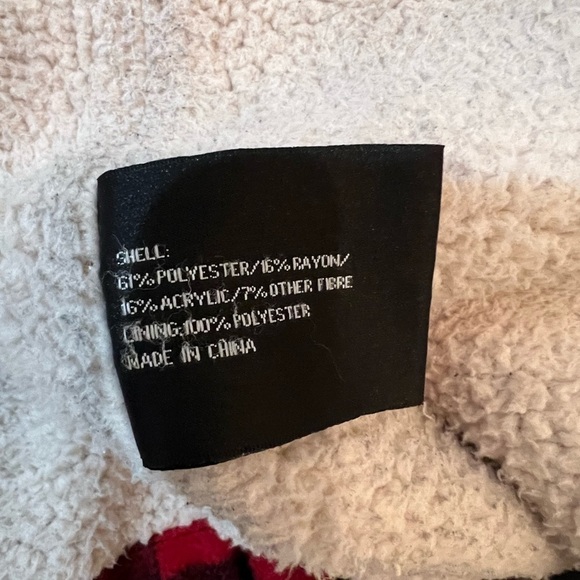 SHELL:
61% POLYESTER/16% RAYON/
16% ACRYLIC/7% OTHER FIBRE
LINING:100% POLYESTER
MADE IN CHINA